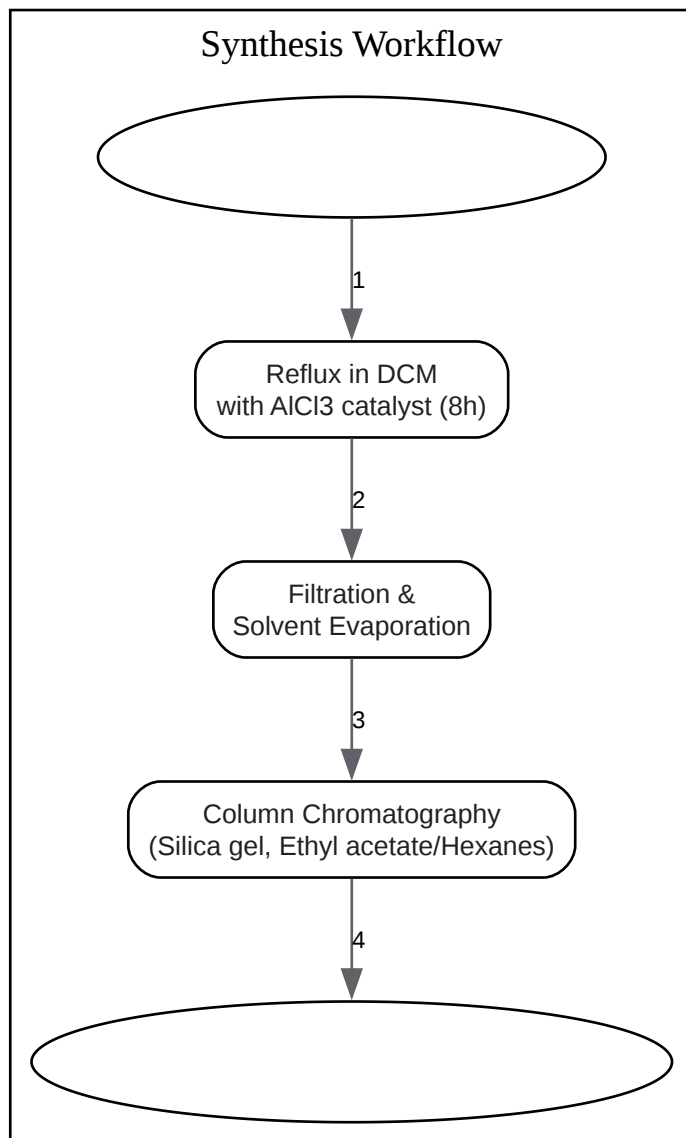 Synthesis Workflow
1
Reflux in DCM
with AlCl3 catalyst (8h)
2
Filtration &
Solvent Evaporation
3
Column Chromatography
(Silica gel, Ethyl acetate/Hexanes)
4